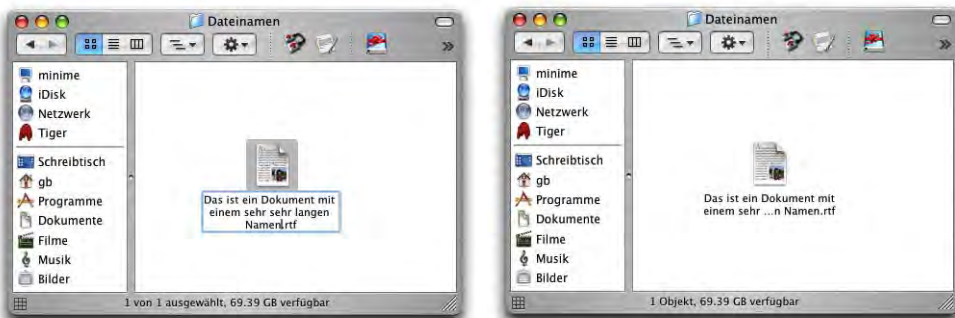 Dateinamen
minime
iDisk
Netzwerk
Tiger
Schreibtisch
gb
Programme
Dokumente
Filme
Musik
Bilder
Das ist ein Dokument mit
einem sehr sehr langen
Namen.rtf
1 von 1 ausgewählt, 69.39 GB verfügbar
Dateinamen
minime
iDisk
Netzwerk
Tiger
Schreibtisch
gb
Programme
Dokumente
Filme
Musik
Bilder
Das ist ein Dokument mit
einem sehr ...n Namen.rtf
1 Objekt, 69.39 GB verfügbar